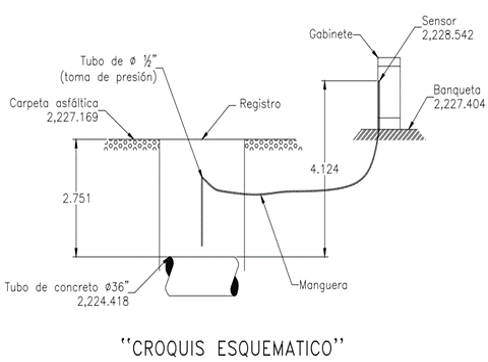 Sensor
2,228.542
Gabinete
Tubo de ø ½"
(toma de presión)
Carpeta asfáltica
2,227.169
Registro
Banqueta
2,227.404
4.124
2.751
Tubo de concreto ø36"
2,224.418
Manguera
"CROQUIS ESQUEMATICO"